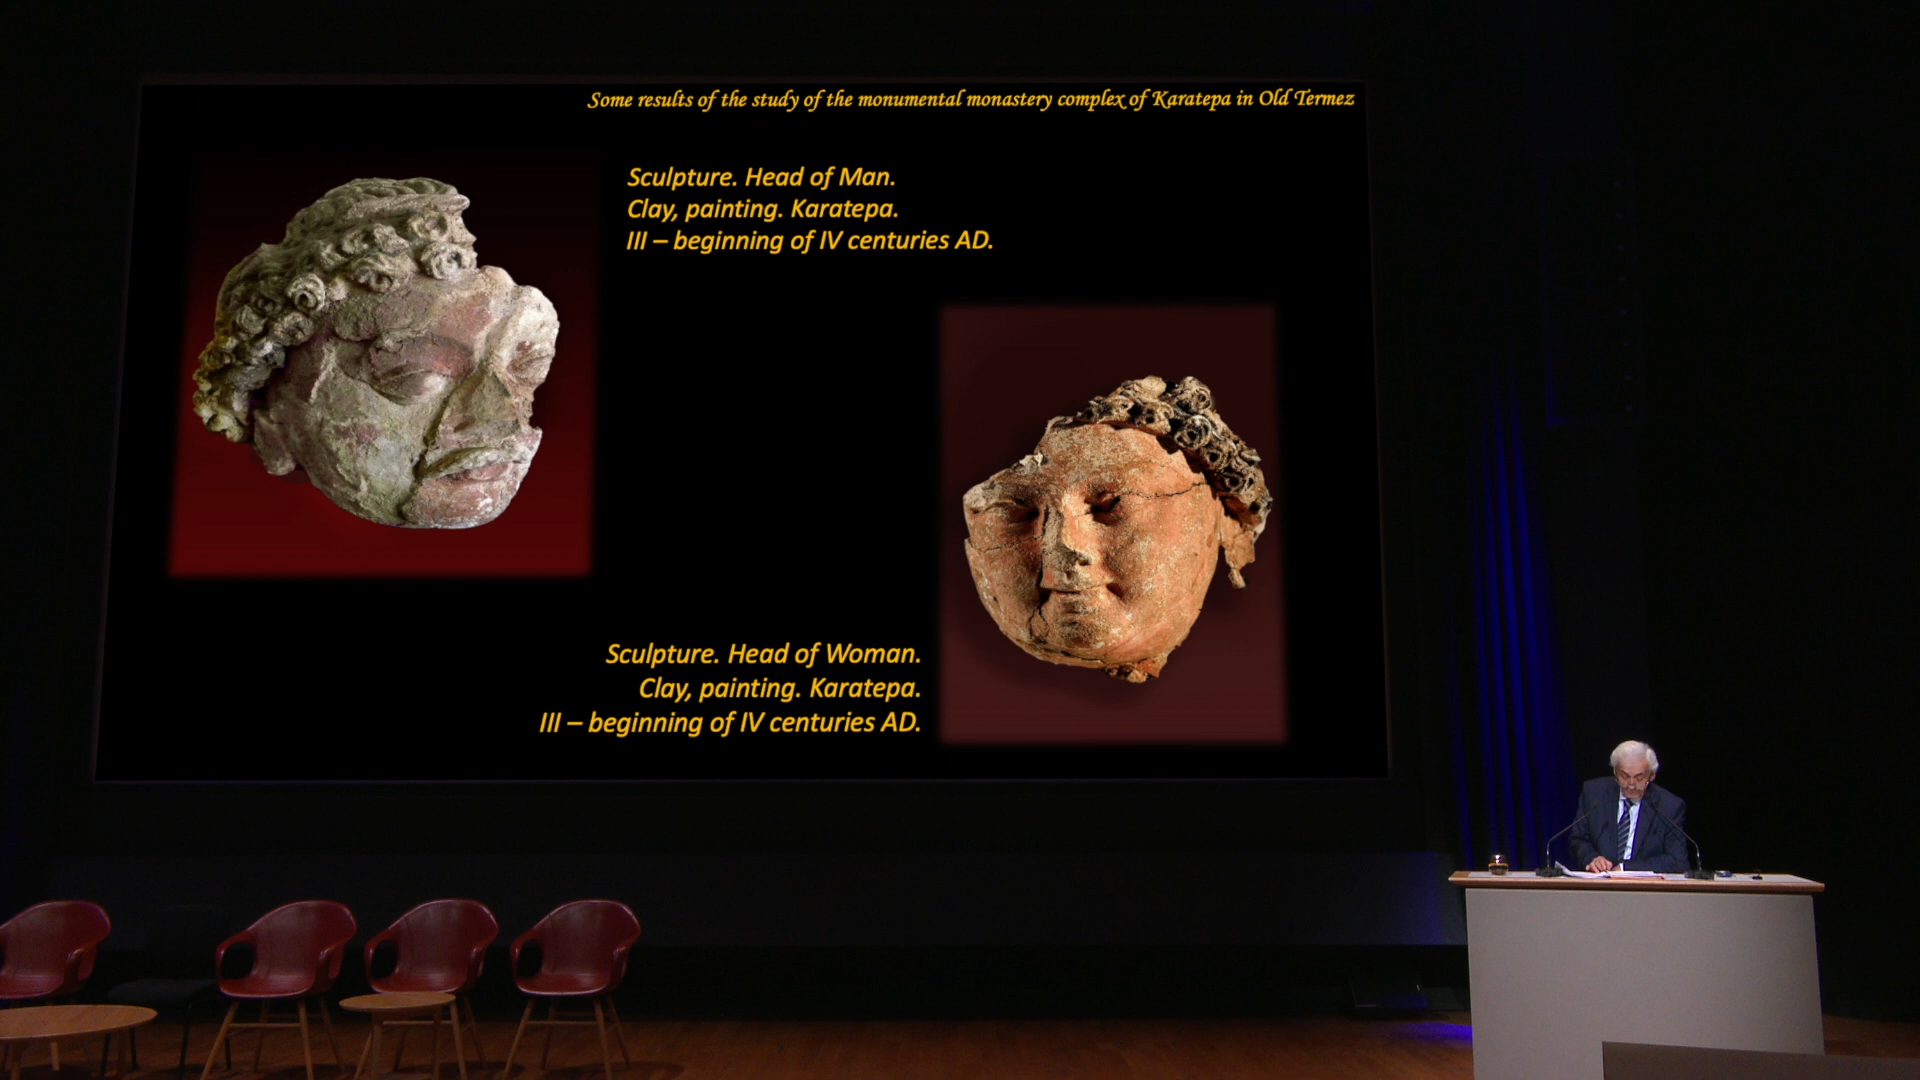 Some results of the study of the monumental monastery complex of Karatepa in Old Termez
Sculpture. Head of Man.
Clay, painting. Karatepa.
III – beginning of IV centuries AD.
Sculpture. Head of Woman.
Clay, painting. Karatepa.
III – beginning of IV centuries AD.